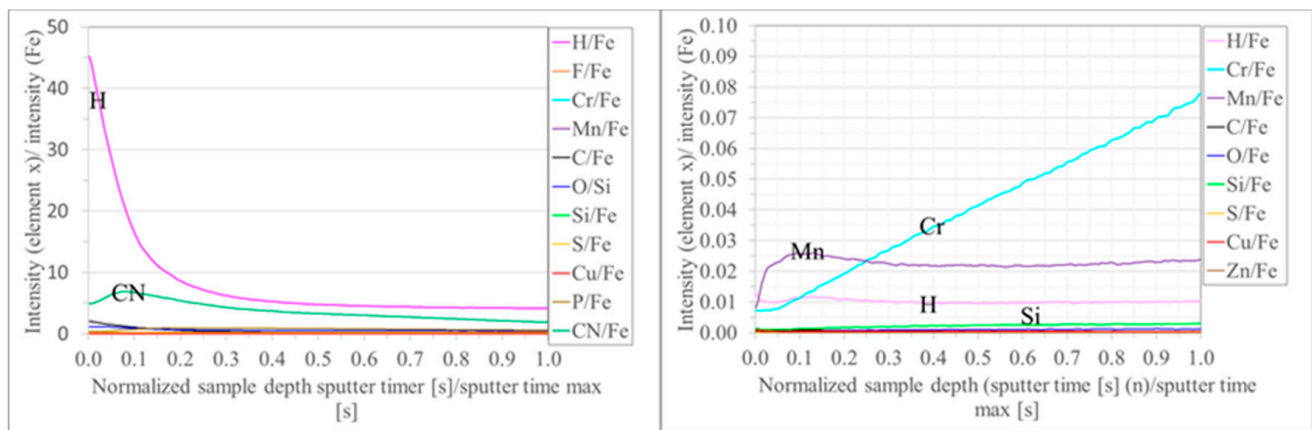 Intensity (element x)/ intensity (Fe)
50
40
30
20
10
0
H
CN
0.0 0.1 0.2 0.3 0.4 0.5 0.6 0.7 0.8 0.9 1.0
Normalized sample depth sputter timer [s]/sputter time max
[s]
H/Fe
F/Fe
Cr/Fe
Mn/Fe
C/Fe
O/Si
Si/Fe
S/Fe
Cu/Fe
P/Fe
CN/Fe
Intensity (element x)/ intensity (Fe)
0.10
0.09
0.08
0.07
0.06
0.05
0.04
0.03
0.02
0.01
0.00
Cr
Mn
H
Si
0.0 0.1 0.2 0.3 0.4 0.5 0.6 0.7 0.8 0.9 1.0
Normalized sample depth (sputter time [s] (n)/sputter time
max [s]
H/Fe
Cr/Fe
Mn/Fe
C/Fe
O/Fe
Si/Fe
S/Fe
Cu/Fe
Zn/Fe